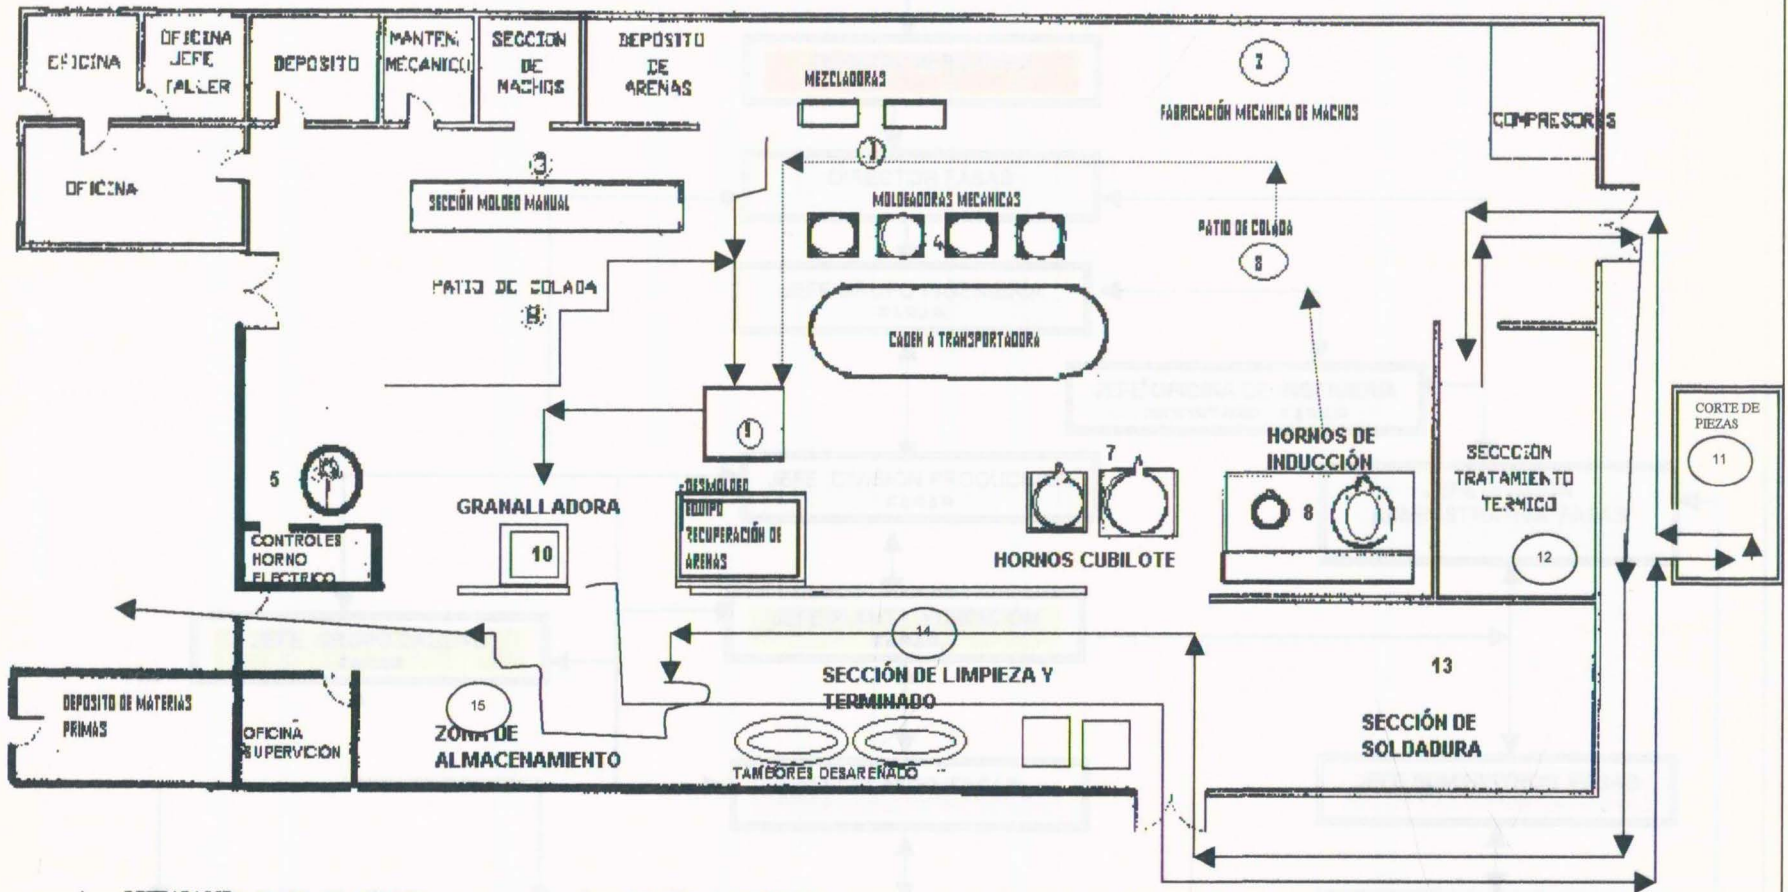 OFICINA
OFICINA
JEFE
TALLER
DEPOSITO
MANTEN.
MECANICO
SECCION
DE
MACHOS
DEPOSITO
DE
ARENAS
MEZCLADORAS
2
FABRICACIÓN MECANICA DE MACHOS
COMPRESORES
OFICINA
3
SECCIÓN MOLDEO MANUAL
MOLDEADORAS MECANICAS
4
PATIO DE COLADA
PATIO DE COLADA
CADENA TRANSPORTADORA
CORTE DE
PIEZAS
11
5
7
HORNOS DE
INDUCCIÓN
8
SECCCIÓN
TRATAMIENTO
TERMICO
12
GRANALLADORA
10
DESMOLDEO
EQUIPO
RECUPERACIÓN DE
ARENAS
HORNOS CUBILOTE
CONTROLES
HORNO
ELECTRICO
14
SECCIÓN DE LIMPIEZA Y
TERMINADO
13
SECCIÓN DE
SOLDADURA
DEPOSITO DE MATERIAS
PRIMAS
OFICINA
SUPERVICIÓN
15
ZONA DE
ALMACENAMIENTO
TAMBORES DESARENADO